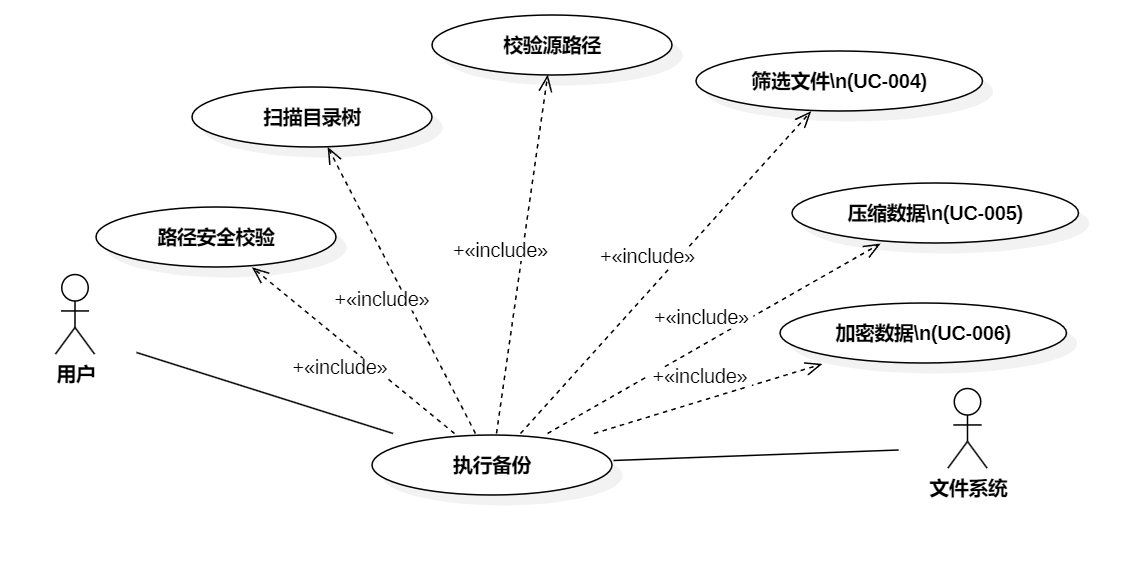 校验源路径
筛选文件\n(UC-004)
扫描目录树
压缩数据\n(UC-005)
路径安全校验
+«include»
+«include»
+«include»
+«include»
+«include»
+«include»
加密数据\n(UC-006)
用户
执行备份
文件系统